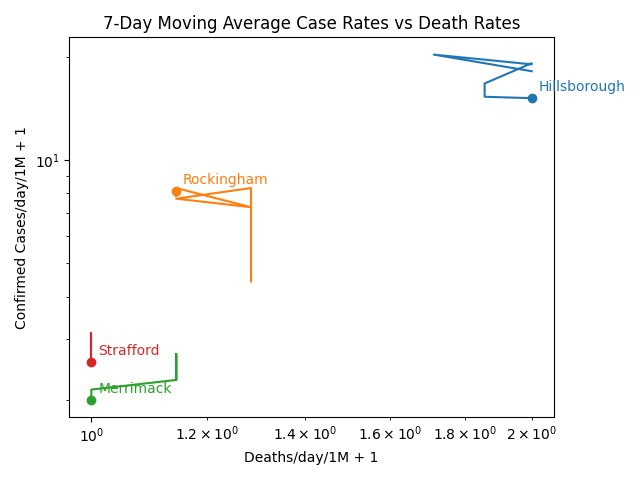 7-Day Moving Average Case Rates vs Death Rates
Hillsborough
Rockingham
Strafford
Merrimack
Confirmed Cases/day/1M + 1
10¹
10⁰
1.2 × 10⁰
1.4 × 10⁰
1.6 × 10⁰
1.8 × 10⁰
2 × 10⁰
Deaths/day/1M + 1